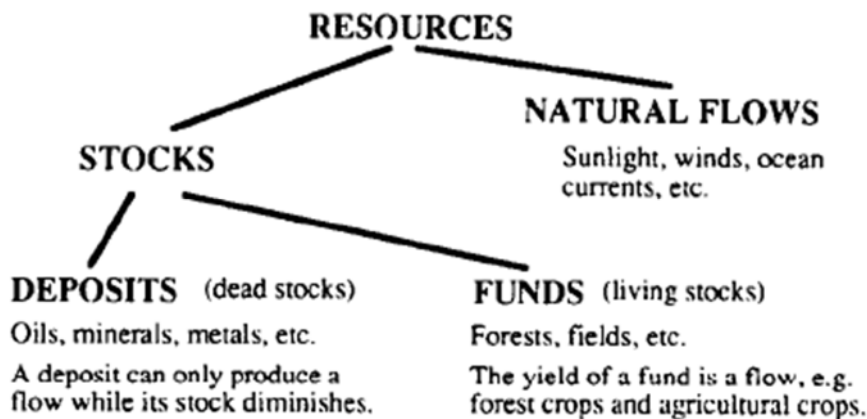 RESOURCES
NATURAL FLOWS
Sunlight, winds, ocean
currents, etc.
STOCKS
DEPOSITS (dead stocks)
Oils, minerals, metals, etc.
A deposit can only produce a
flow while its stock diminishes.
FUNDS (living stocks)
Forests, fields, etc.
The yield of a fund is a flow, e.g.
forest crops and agricultural crops.